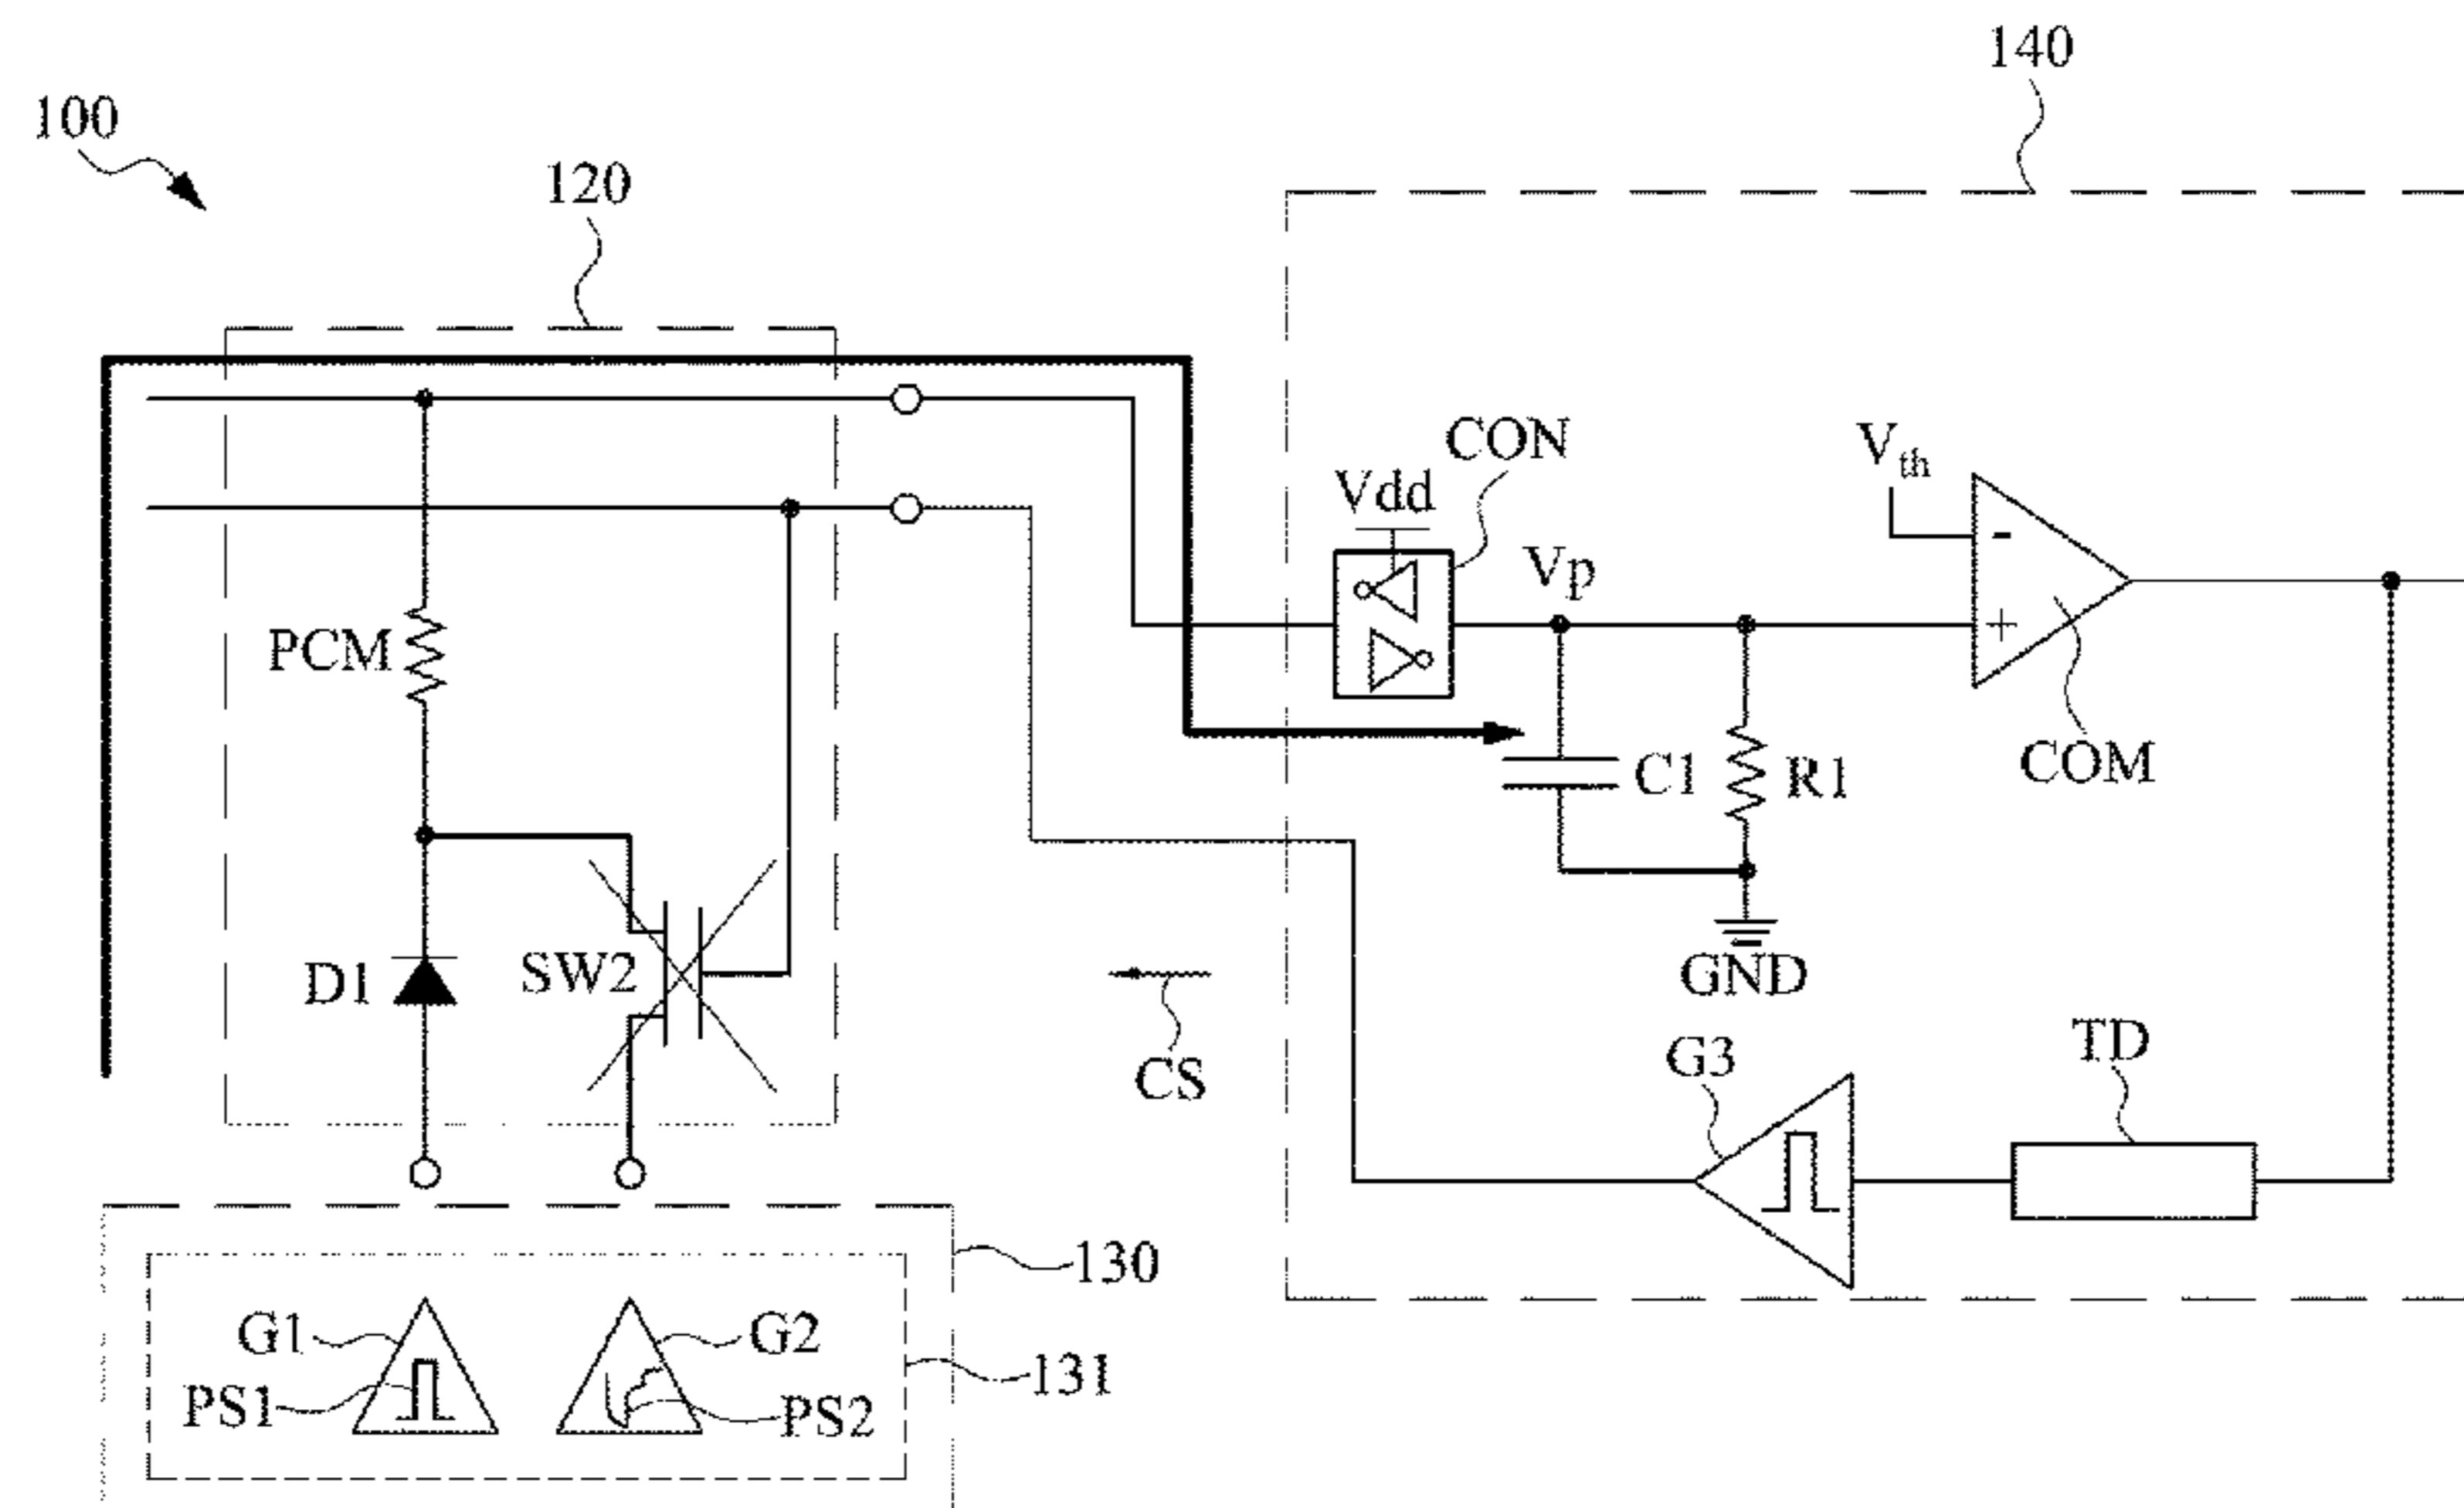 140
100
120
CON
Vth
Vdd
Vp
-
+
PCM
COM
C1
R1
D1
SW2
GND
CS
G3
TD
130
G1
G2
131
PS1
PS2